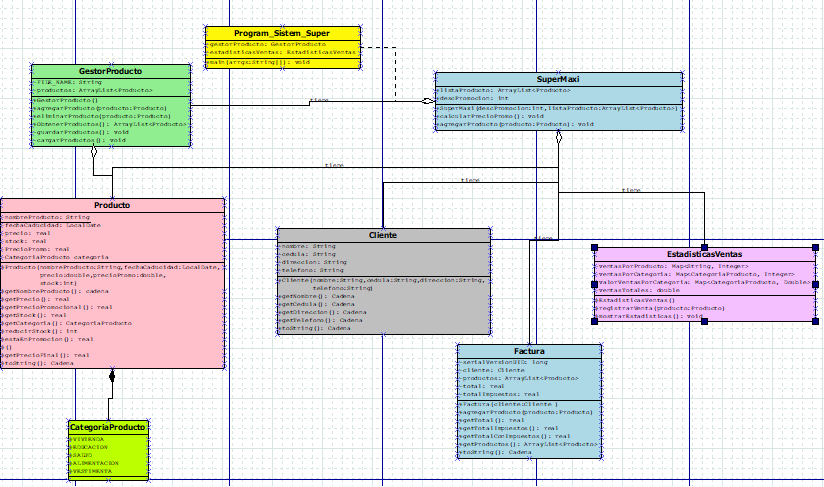 Program_Sistem_Super
gestorProducto: GestorProducto
estadisticasVentas: EstadisticasVentas
main(arrgs:String[]): void
GestorProducto
-FILE_NAME: String
productos: ArrayList<Producto>
+GestorProducto()
+agregarProducto(producto:Producto)
eliminarProducto(producto:Producto)
+ObtenerProductos(): ArrayList<Producto>
-guardarProductos(): void
-cargarProductos(): void
SuperMaxi
listaProducto: ArrayList<Producto>
descPromocion: int
SuperMaxi(descPromocion:int,listaProducto:ArrayList<Producto>)
calcularPrecioPromo(): void
agregarProducto(producto:Producto): void
tiene
tiene
tiene
tiene
tiene
Producto
nombreProducto: String
fechaCaducidad: LocalDate
precio: real
stock: real
PrecioPromo: real
CategoriaProducto categoria
Producto(nombreProducto:String,fechaCaducidad:LocalDate,
precio:double,precioPromo:double,
stock:int)
getNombreProducto(): cadena
getPrecio(): real
getPrecioPromocional(): real
getStock(): real
getCategoria(): CategoriaProducto
reducirStock(): int
estaEnPromocion(): real
()
getPrecioFinal(): real
toString(): Cadena
Cliente
nombre: String
cedula: String
direccion: String
telefono: String
Cliente(nombre:String,cedula:String,direccion:String,
telefono:String)
getNombre(): Cadena
getCedula(): Cadena
getDireccion(): Cadena
getTelefono(): Cadena
toString(): Cadena
EstadisticasVentas
ventasPorProducto: Map<String, Integer>
ventasPorCategoria: Map<CategoriaProducto, Integer>
valorVentasPorCategoria: Map<CategoriaProducto, Double>
ventasTotales: double
EstadisticasVentas()
registrarVenta(producto:Producto)
mostrarEstadisticas(): void
Factura
-serialVersionUID: long
cliente: Cliente
productos: ArrayList<Producto>
total: real
totalImpuestos: real
+Factura(cliente:Cliente )
agregarProducto(producto:Producto)
getTotal(): real
getTotalImpuestos(): real
getTotalConImpuestos(): real
getProductos(): ArrayList<Producto>
toString(): Cadena
CategoriaProducto
VIVIENDA
EDUCACION
SALUD
ALIMENTACION
VESTIMENTA